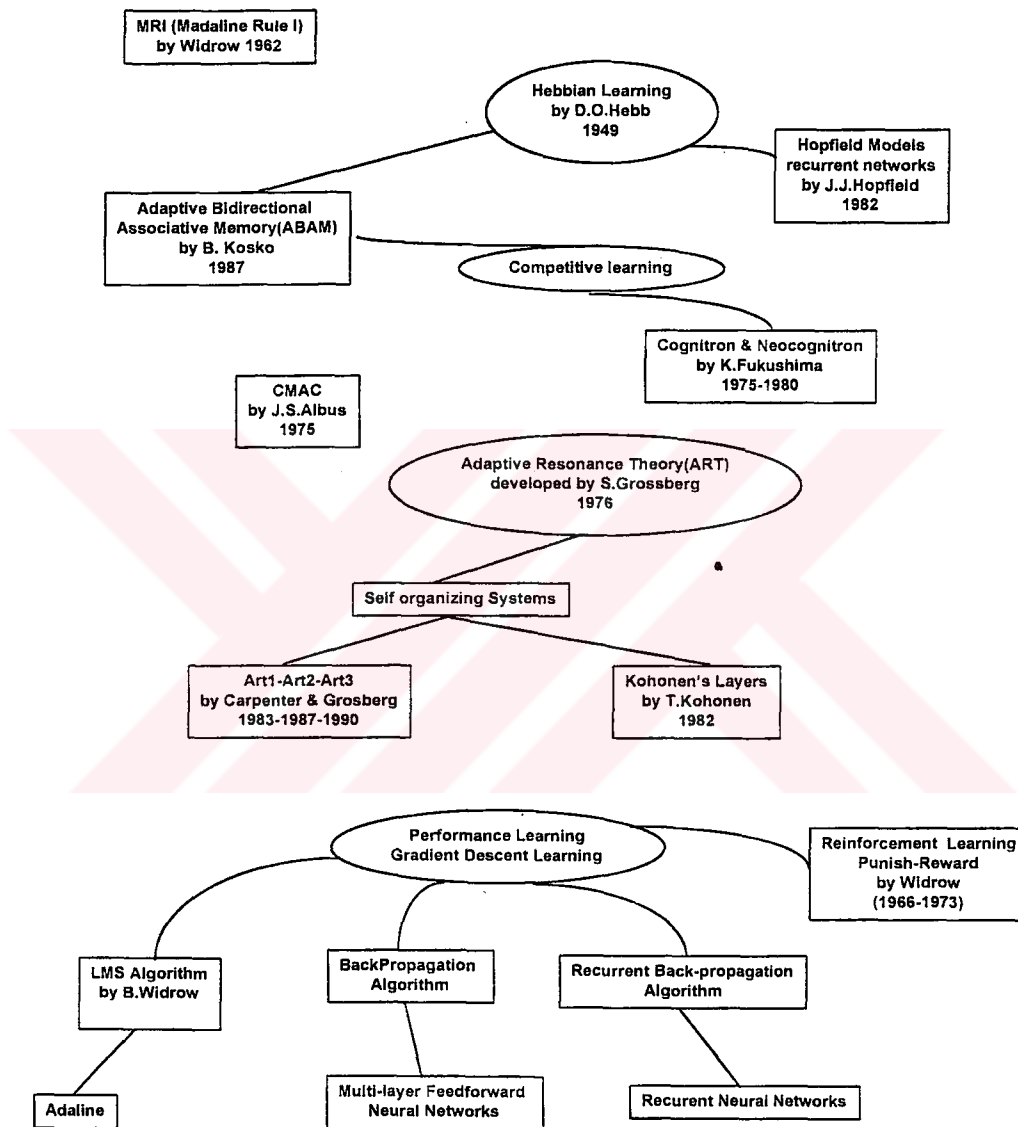 MRI (Madaline Rule I)
by Widrow 1962
Hebbian Learning
by D.O.Hebb
1949
Hopfield Models
recurrent networks
by J.J.Hopfield
1982
Adaptive Bidirectional
Associative Memory(ABAM)
by B. Kosko
1987
Competitive learning
Cognitron & Neocognitron
by K.Fukushima
1975-1980
CMAC
by J.S.Albus
1975
Adaptive Resonance Theory(ART)
developed by S.Grossberg
1976
Self organizing Systems
Art1-Art2-Art3
by Carpenter & Grosberg
1983-1987-1990
Kohonen's Layers
by T.Kohonen
1982
Performance Learning
Gradient Descent Learning
Reinforcement Learning
Punish-Reward
by Widrow
(1966-1973)
LMS Algorithm
by B.Widrow
BackPropagation
Algorithm
Recurrent Back-propagation
Algorithm
Adaline
Multi-layer Feedforward
Neural Networks
Recurent Neural Networks